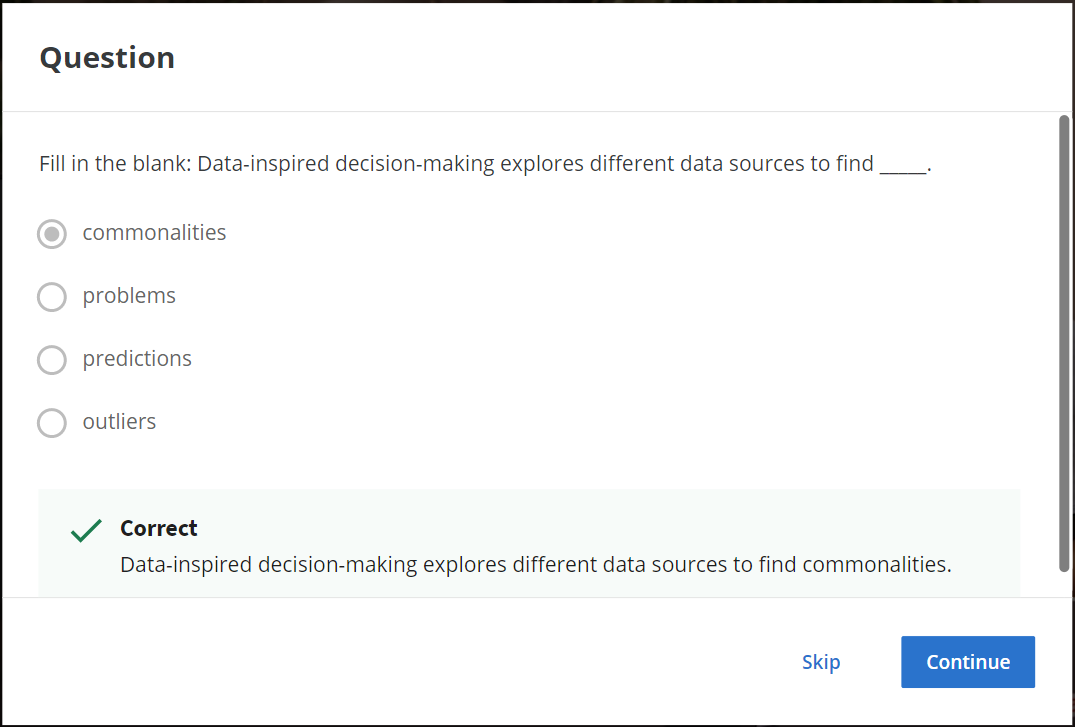 Question
Fill in the blank: Data-inspired decision-making explores different data sources to find _____.
commonalities
problems
predictions
outliers
Correct
Data-inspired decision-making explores different data sources to find commonalities.
Skip
Continue